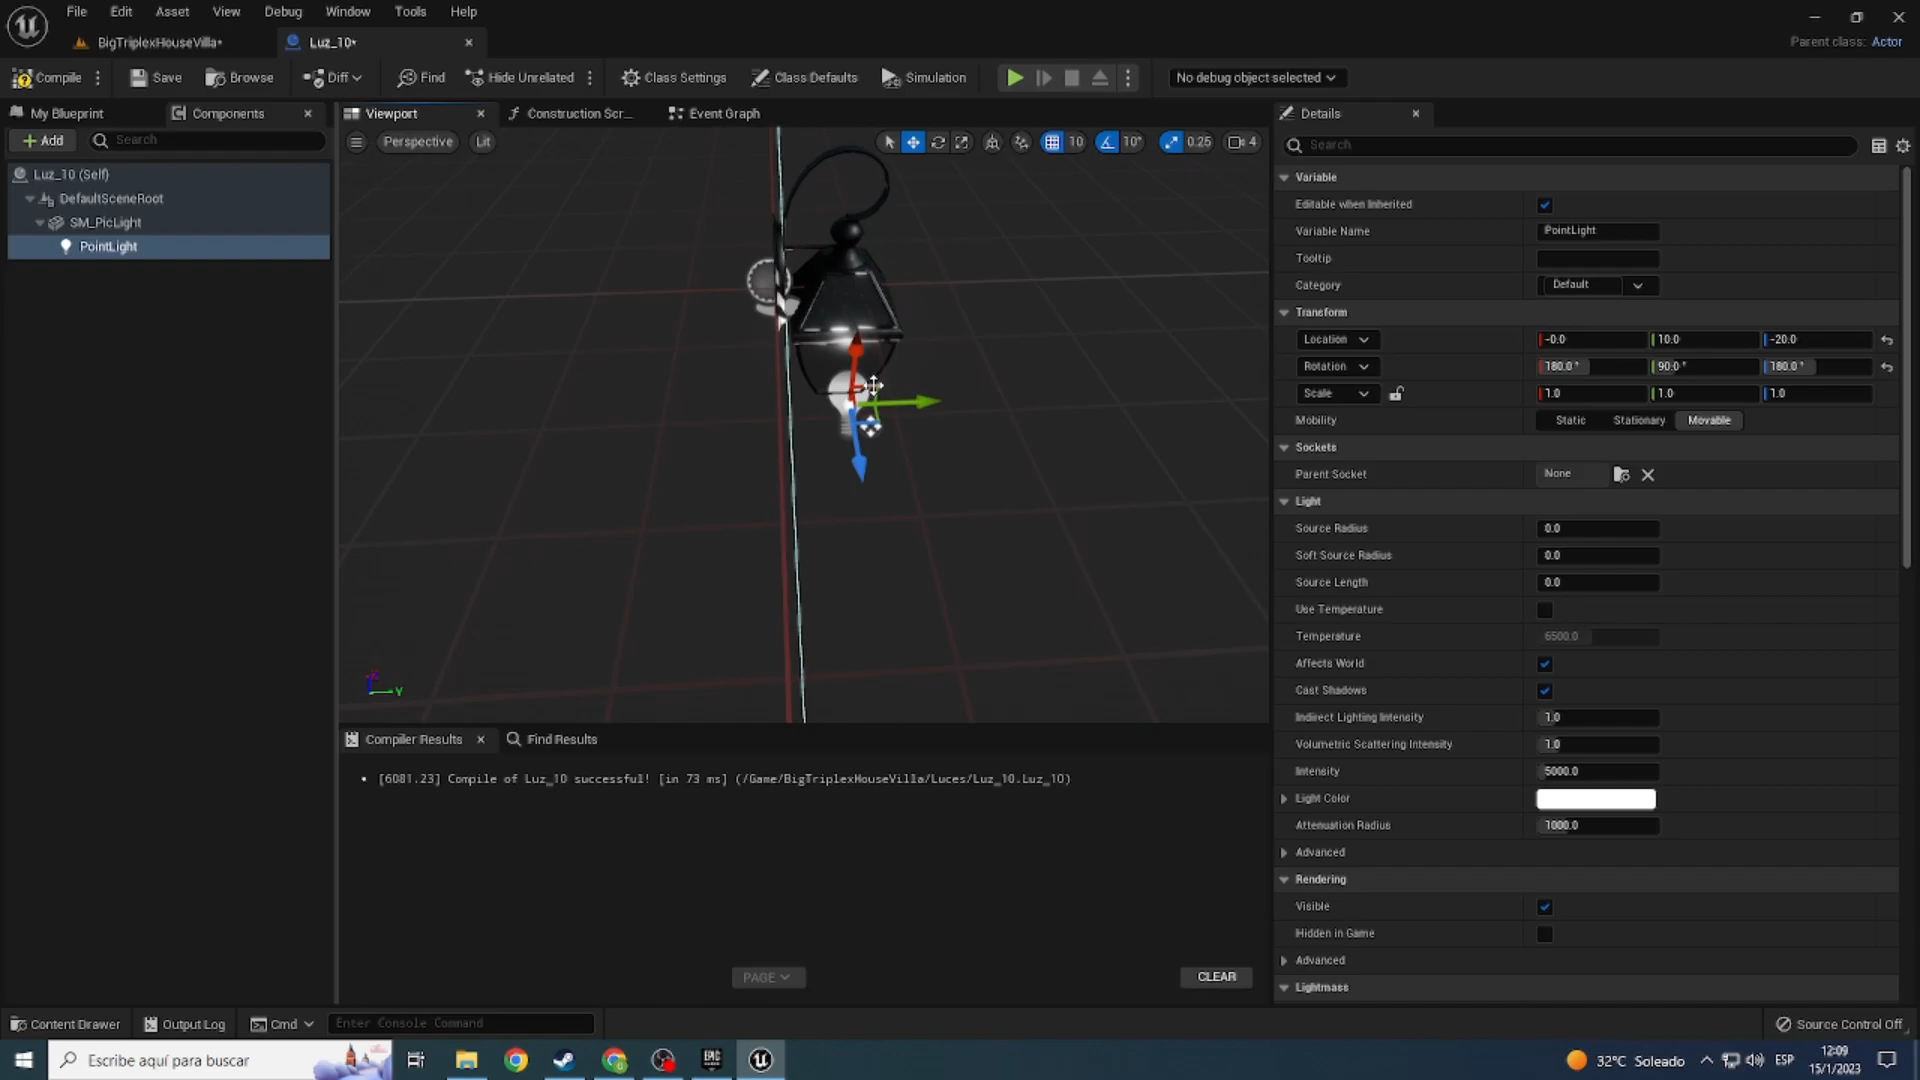 File Edit Asset View Debug Window Tools Help
BigTriplexHouseVilla*
Luz_10*
Parent class: Actor
Compile Save Browse Diff Find Hide Unrelated Class Settings Class Defaults Simulation No debug object selected
My Blueprint Components
Add Search
Luz_10 (Self)
DefaultSceneRoot
SM_PicLight
PointLight
Viewport Construction Scr... Event Graph
Perspective Lit 10 10° 0.25 4
Y
Compiler Results Find Results
• [6081.23] Compile of Luz_10 successful! [in 73 ms] (/Game/BigTriplexHouseVilla/Luces/Luz_10.Luz_10)
PAGE CLEAR
Details
Search
Variable
Editable when Inherited
Variable Name PointLight
Tooltip
Category Default
Transform
Location -0.0 10.0 -20.0
Rotation 180.0° 90.0° 180.0°
Scale 1.0 1.0 1.0
Mobility Static Stationary Movable
Sockets
Parent Socket None
Light
Source Radius 0.0
Soft Source Radius 0.0
Source Length 0.0
Use Temperature
Temperature 6500.0
Affects World
Cast Shadows
Indirect Lighting Intensity 1.0
Volumetric Scattering Intensity 1.0
Intensity 5000.0
Light Color
Attenuation Radius 1000.0
Advanced
Rendering
Visible
Hidden in Game
Advanced
Lightmass
Content Drawer Output Log Cmd Enter Console Command Source Control Off
Escribe aquí para buscar
EPIC
32°C Soleado ESP
12:09
15/1/2023